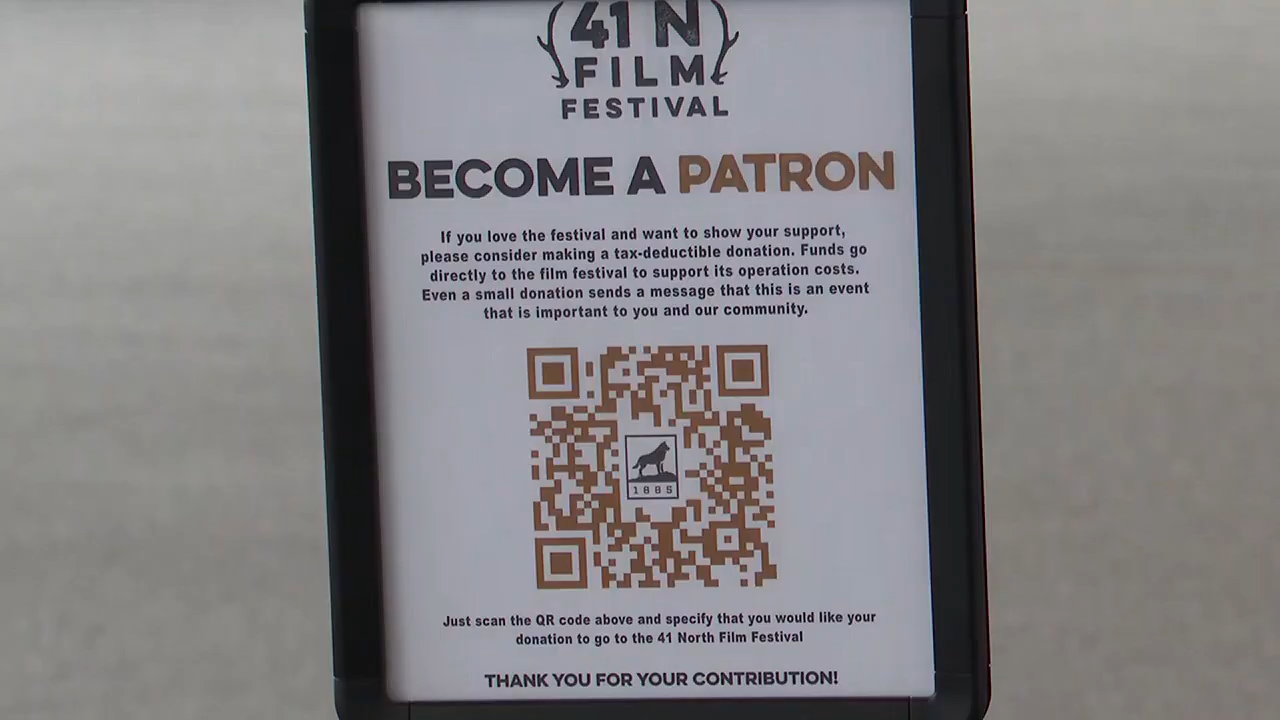 41 N
FILM
FESTIVAL
BECOME A PATRON
If you love the festival and want to show your support,
please consider making a tax-deductible donation. Funds go
directly to the film festival to support its operation costs.
Even a small donation sends a message that this is an event
that is important to you and our community.
1885
Just scan the QR code above and specify that you would like your
donation to go to the 41 North Film Festival
THANK YOU FOR YOUR CONTRIBUTION!